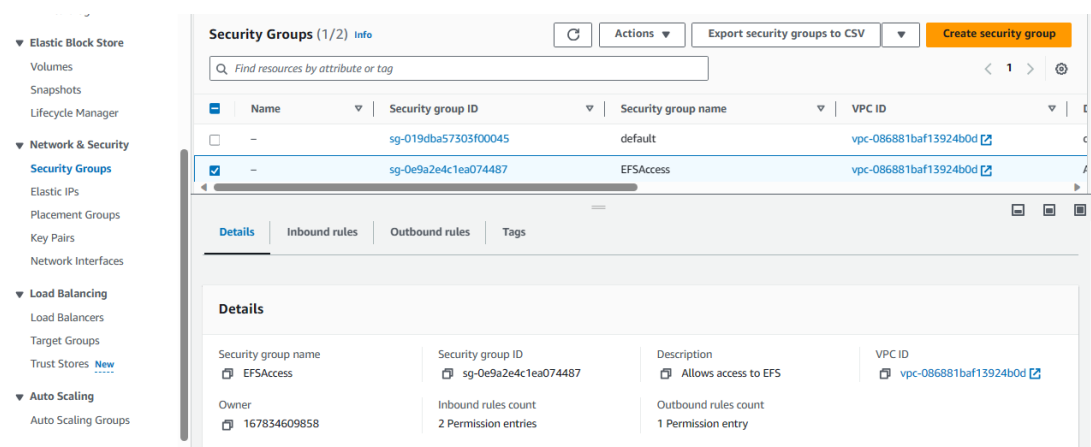 Elastic Block Store
Volumes
Snapshots
Lifecycle Manager
Network & Security
Security Groups
Elastic IPs
Placement Groups
Key Pairs
Network Interfaces
Load Balancing
Load Balancers
Target Groups
Trust Stores New
Auto Scaling
Auto Scaling Groups
Security Groups (1/2) Info
Actions
Export security groups to CSV
Create security group
Find resources by attribute or tag
1
Name Security group ID Security group name VPC ID
– sg-019dba57303f00045 default vpc-086881baf13924b0d
– sg-0e9a2e4c1ea074487 EFSAccess vpc-086881baf13924b0d
Details Inbound rules Outbound rules Tags
Details
Security group name Security group ID Description VPC ID
EFSAccess sg-0e9a2e4c1ea074487 Allows access to EFS vpc-086881baf13924b0d
Owner Inbound rules count Outbound rules count
167834609858 2 Permission entries 1 Permission entry